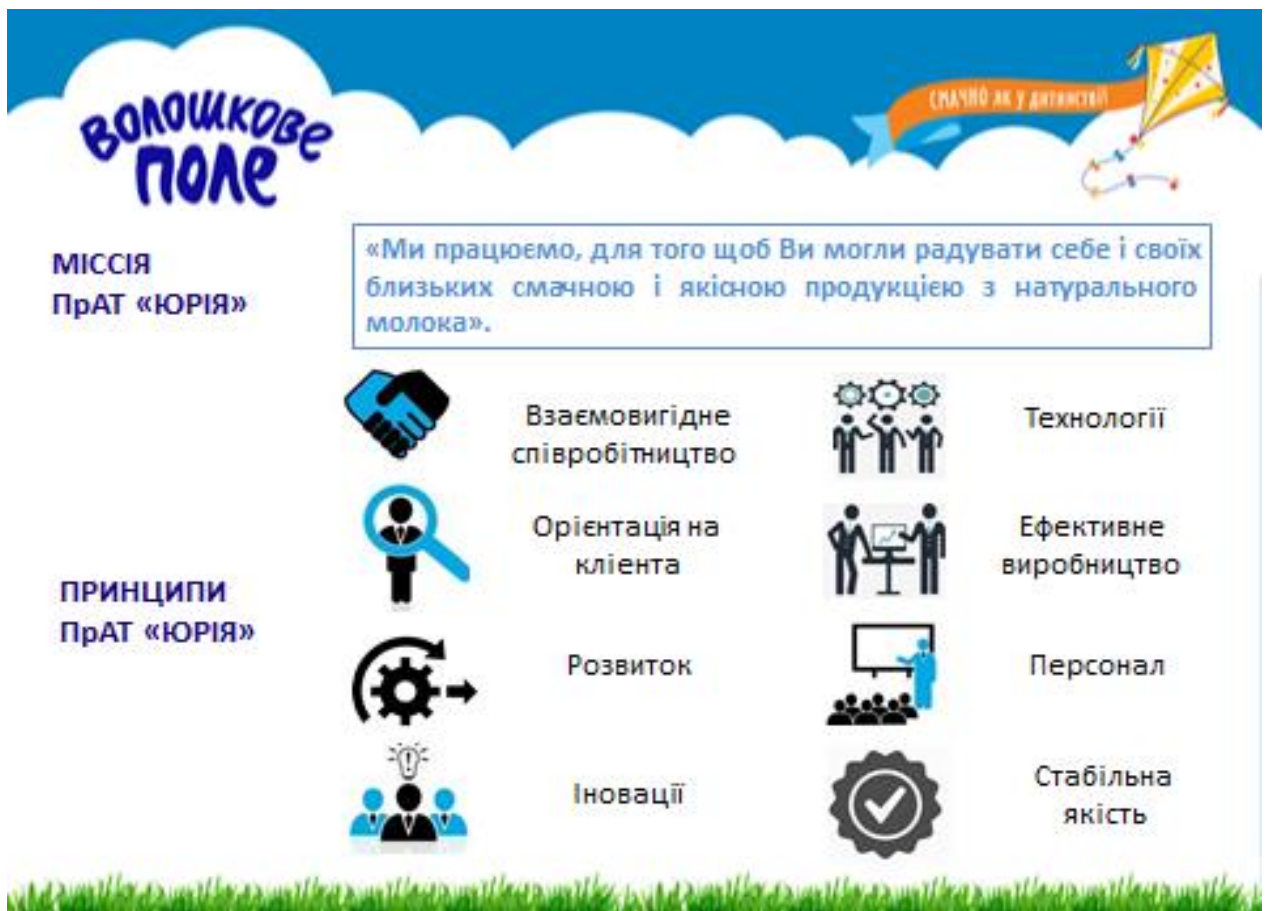 ВОЛОШКОВЕ
ПОЛЕ
СМАЧНО ЯК У ДИТИНСТВІ!
МІССІЯ
ПрАТ «ЮРІЯ»
«Ми працюємо, для того щоб Ви могли радувати себе і своїх
близьких смачною і якісною продукцією з натурального
молока».
ПРИНЦИПИ
ПрАТ «ЮРІЯ»
Взаємовигідне
співробітництво
Технології
Орієнтація на
клієнта
Ефективне
виробництво
Розвиток
Персонал
Іновації
Стабільна
якість